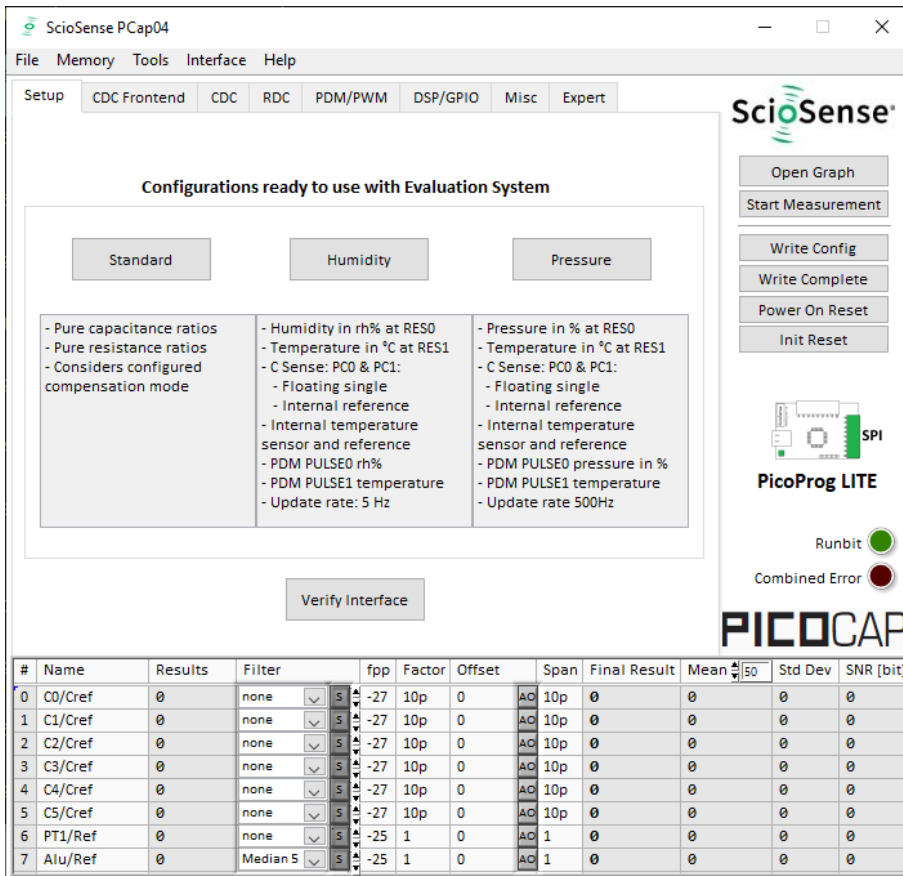 ScioSense PCap04
File Memory Tools Interface Help
Setup CDC Frontend CDC RDC PDM/PWM DSP/GPIO Misc Expert
ScioSense
Configurations ready to use with Evaluation System
Standard Humidity Pressure
- Pure capacitance ratios
- Pure resistance ratios
- Considers configured
compensation mode
- Humidity in rh% at RES0
- Temperature in °C at RES1
- C Sense: PC0 & PC1:
- Floating single
- Internal reference
- Internal temperature
sensor and reference
- PDM PULSE0 rh%
- PDM PULSE1 temperature
- Update rate: 5 Hz
- Pressure in % at RES0
- Temperature in °C at RES1
- C Sense: PC0 & PC1:
- Floating single
- Internal reference
- Internal temperature
sensor and reference
- PDM PULSE0 pressure in %
- PDM PULSE1 temperature
- Update rate 500Hz
Verify Interface
Open Graph
Start Measurement
Write Config
Write Complete
Power On Reset
Init Reset
SPI
PicoProg LITE
Runbit
Combined Error
PICOCAP
# Name Results Filter fpp Factor Offset Span Final Result Mean 50 Std Dev SNR [bit]
0 C0/Cref 0 none S -27 10p 0 AO 10p 0 0 0 0
1 C1/Cref 0 none S -27 10p 0 AO 10p 0 0 0 0
2 C2/Cref 0 none S -27 10p 0 AO 10p 0 0 0 0
3 C3/Cref 0 none S -27 10p 0 AO 10p 0 0 0 0
4 C4/Cref 0 none S -27 10p 0 AO 10p 0 0 0 0
5 C5/Cref 0 none S -27 10p 0 AO 10p 0 0 0 0
6 PT1/Ref 0 none S -25 1 0 AO 1 0 0 0 0
7 Alu/Ref 0 Median 5 S -25 1 0 AO 1 0 0 0 0